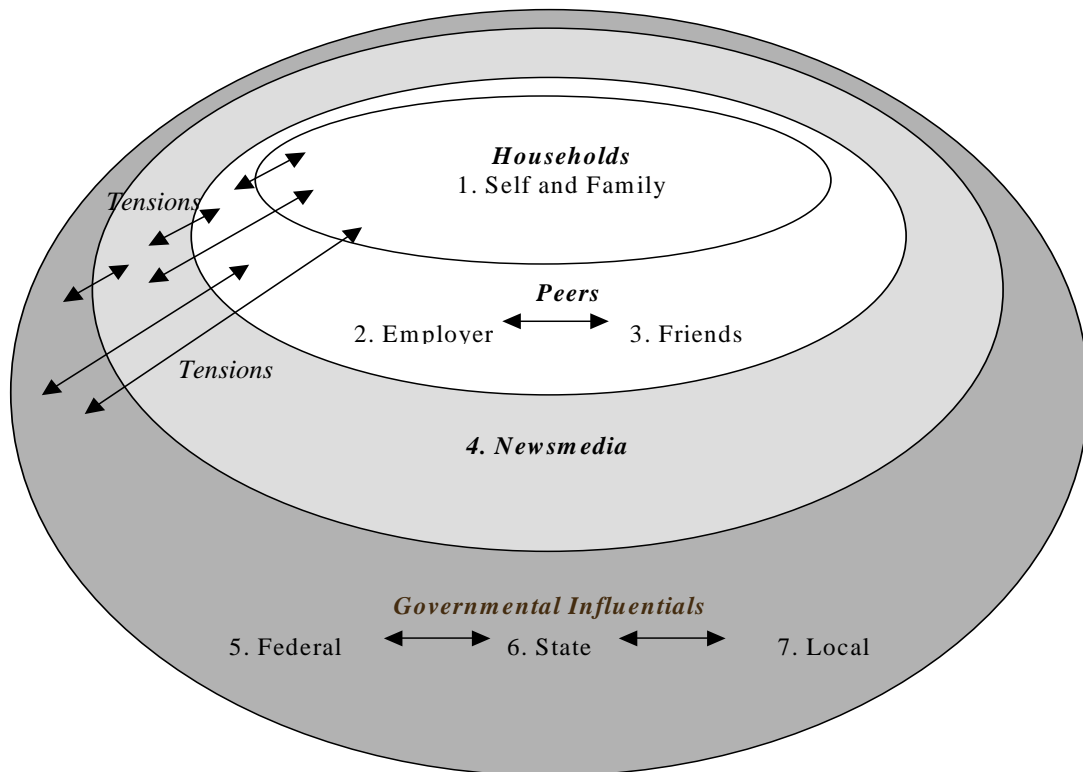 Households
1. Self and Family
Tensions
Peers
2. Employer 3. Friends
Tensions
4. Newsmedia
Governmental Influentials
5. Federal 6. State 7. Local